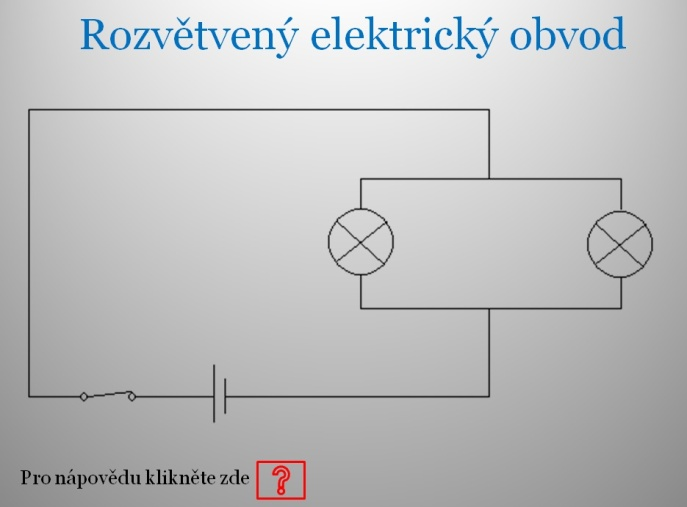 Rozvětvený elektrický obvod
Pro nápovědu klikněte zde ?